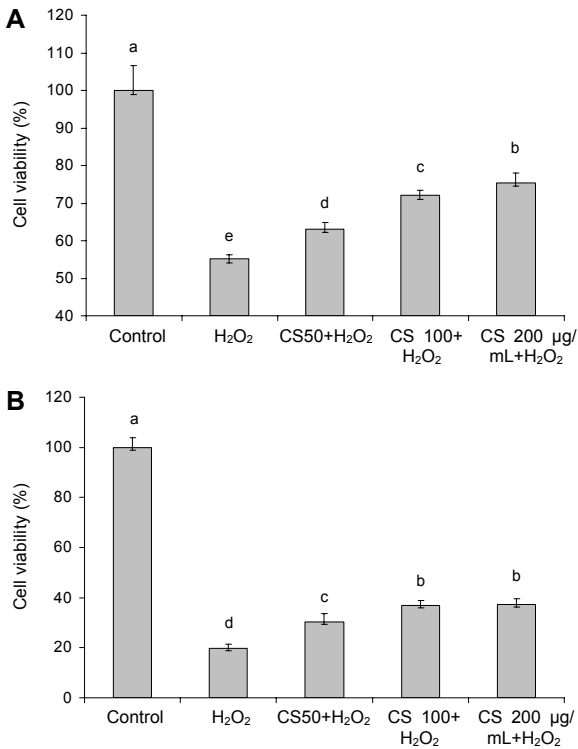 A
Cell viability (%)
110
100
90
80
70
60
50
40
a
e
d
c
b
Control
H₂O₂
CS50+H₂O₂
CS 100+
H₂O₂
CS 200 µg/
mL+H₂O₂
B
Cell viability (%)
120
100
80
60
40
20
0
a
d
c
b
b
Control
H₂O₂
CS50+H₂O₂
CS 100+
H₂O₂
CS 200 µg/
mL+H₂O₂